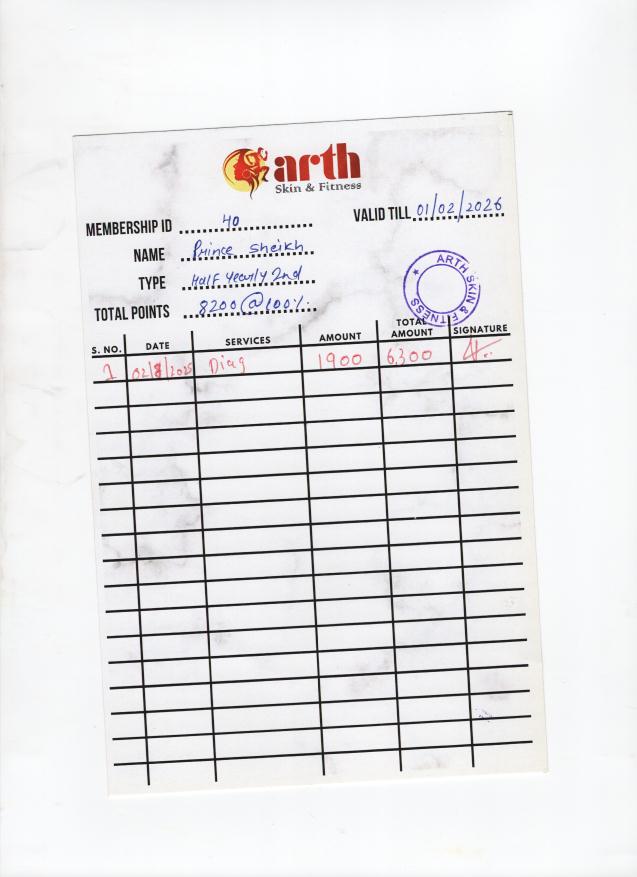 arth
Skin & Fitness
MEMBERSHIP ID 40
VALID TILL 01/02/2026
NAME Prince Sheikh
TYPE Half Yearly 2nd
TOTAL POINTS 8200@100%.
ARTH SKIN & FITNESS
S. NO. DATE SERVICES AMOUNT TOTAL AMOUNT SIGNATURE
1 02/8/2025 Diag 1900 6300